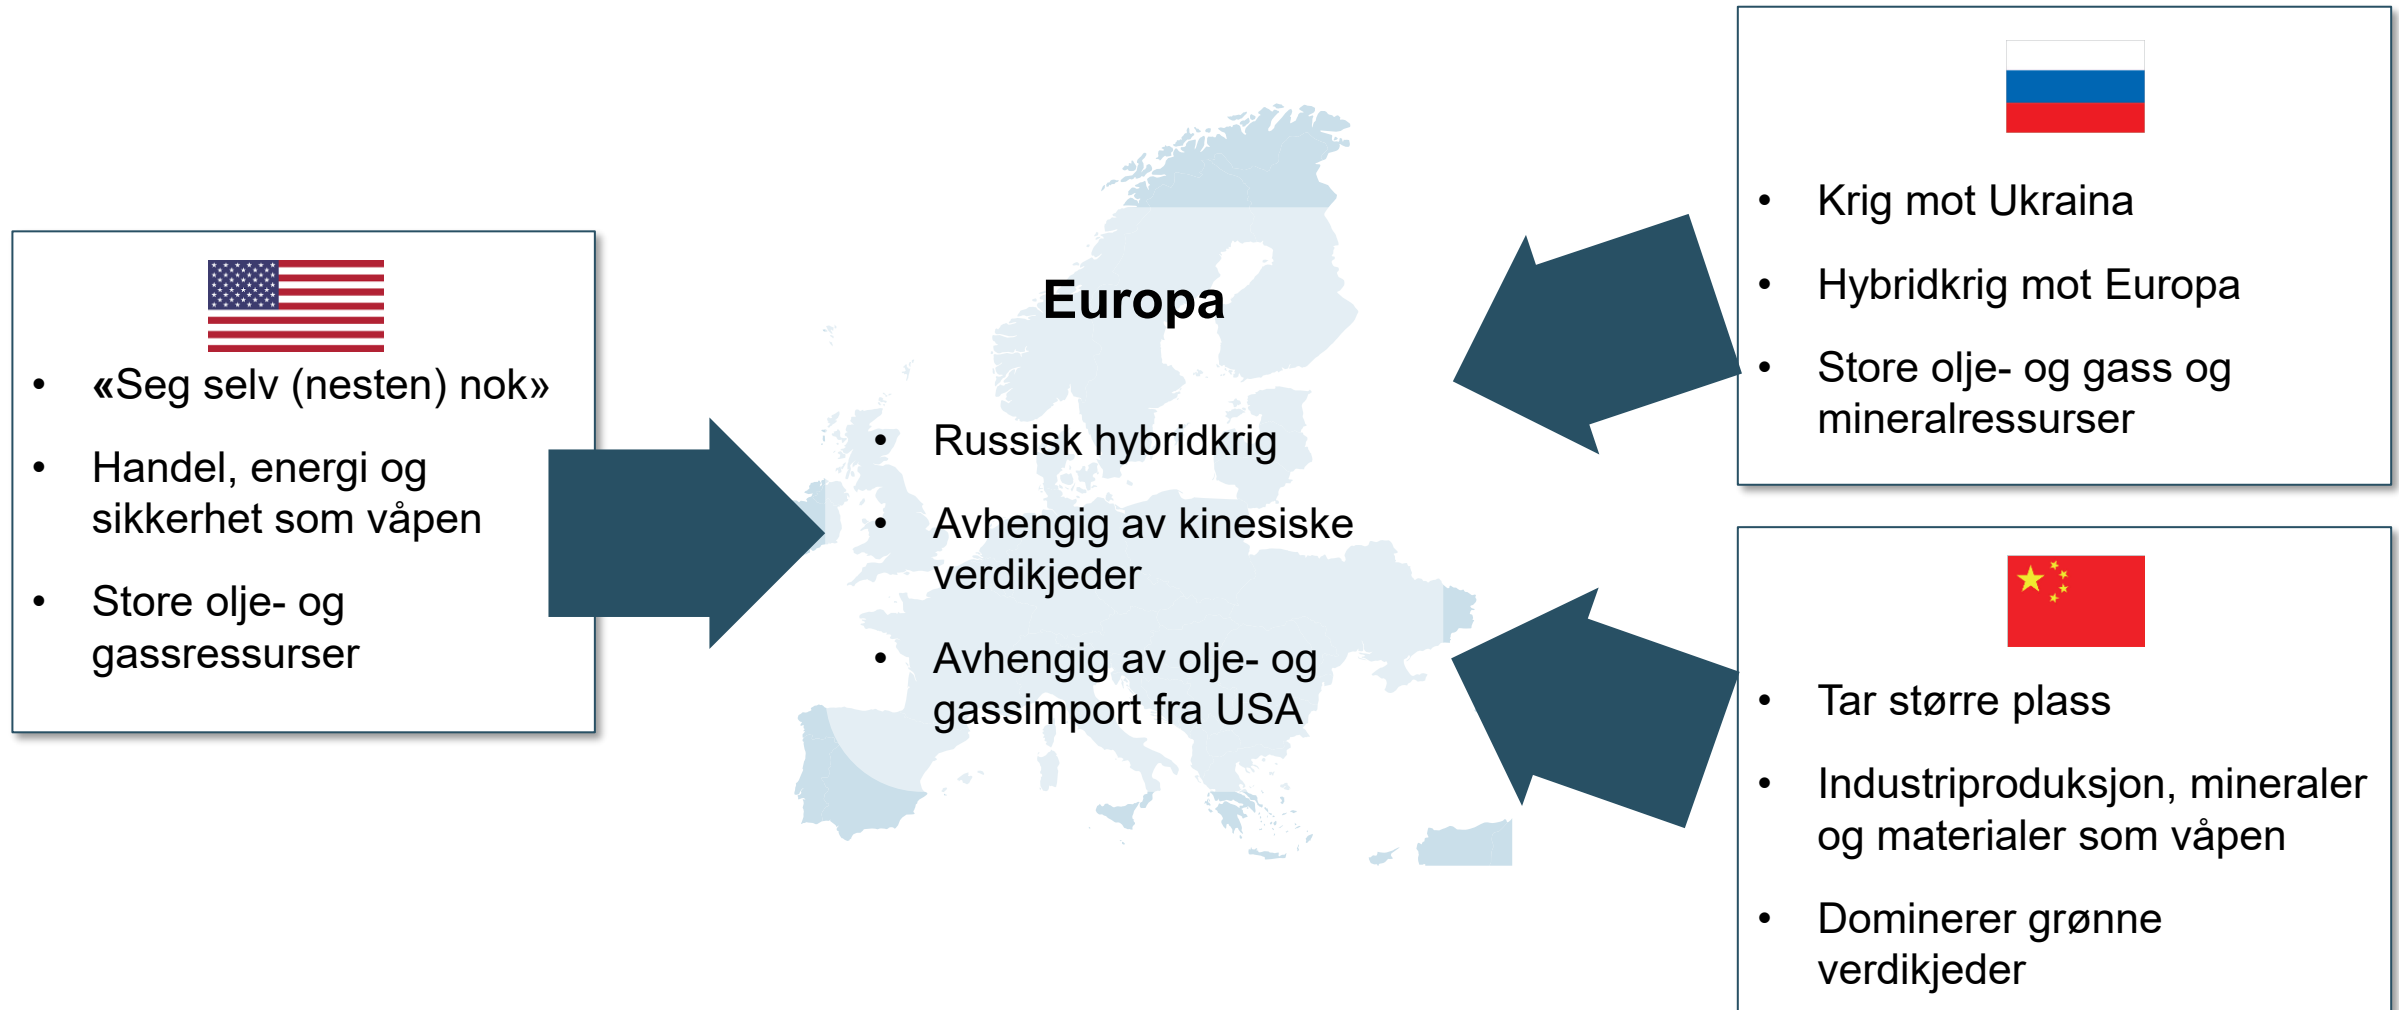 • «Seg selv (nesten) nok»
• Handel, energi og
sikkerhet som våpen
• Store olje- og
gassressurser
Europa
• Russisk hybridkrig
• Avhengig av kinesiske
verdikjeder
• Avhengig av olje- og
gassimport fra USA
• Krig mot Ukraina
• Hybridkrig mot Europa
• Store olje- og gass og
mineralressurser
• Tar større plass
• Industriproduksjon, mineraler
og materialer som våpen
• Dominerer grønne
verdikjeder